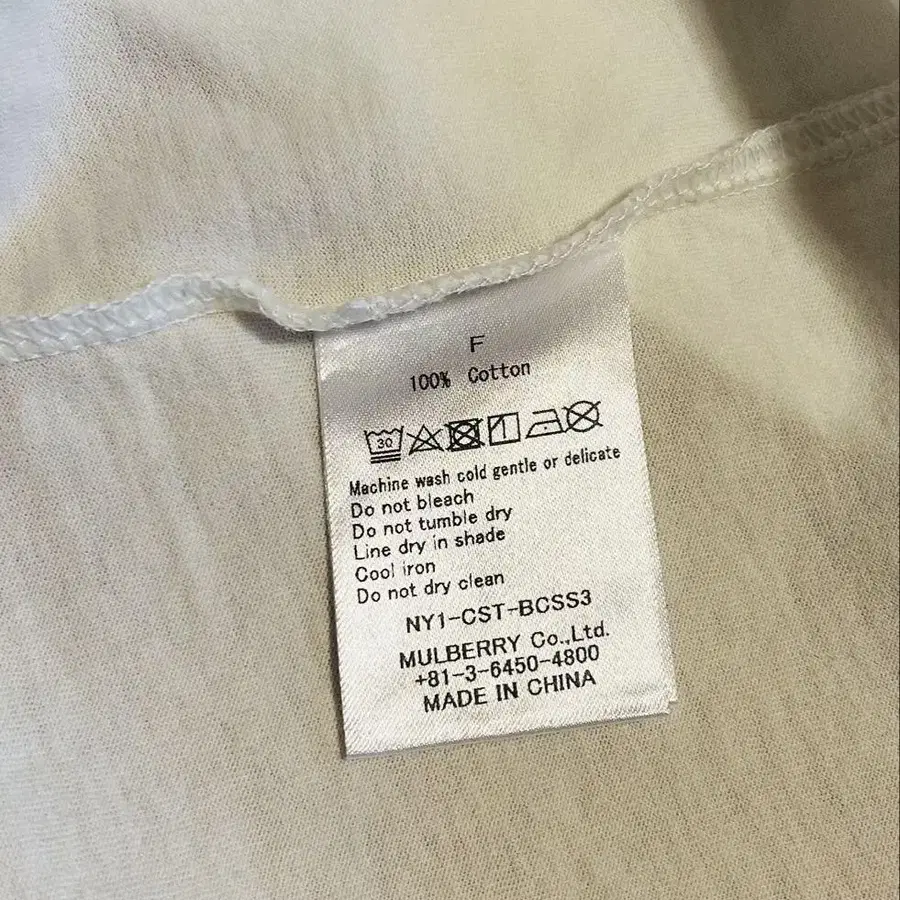 F
100% Cotton
30
Machine wash cold gentle or delicate
Do not bleach
Do not tumble dry
Line dry in shade
Cool iron
Do not dry clean
NY1-CST-BCSS3
MULBERRY Co.,Ltd.
+81-3-6450-4800
MADE IN CHINA